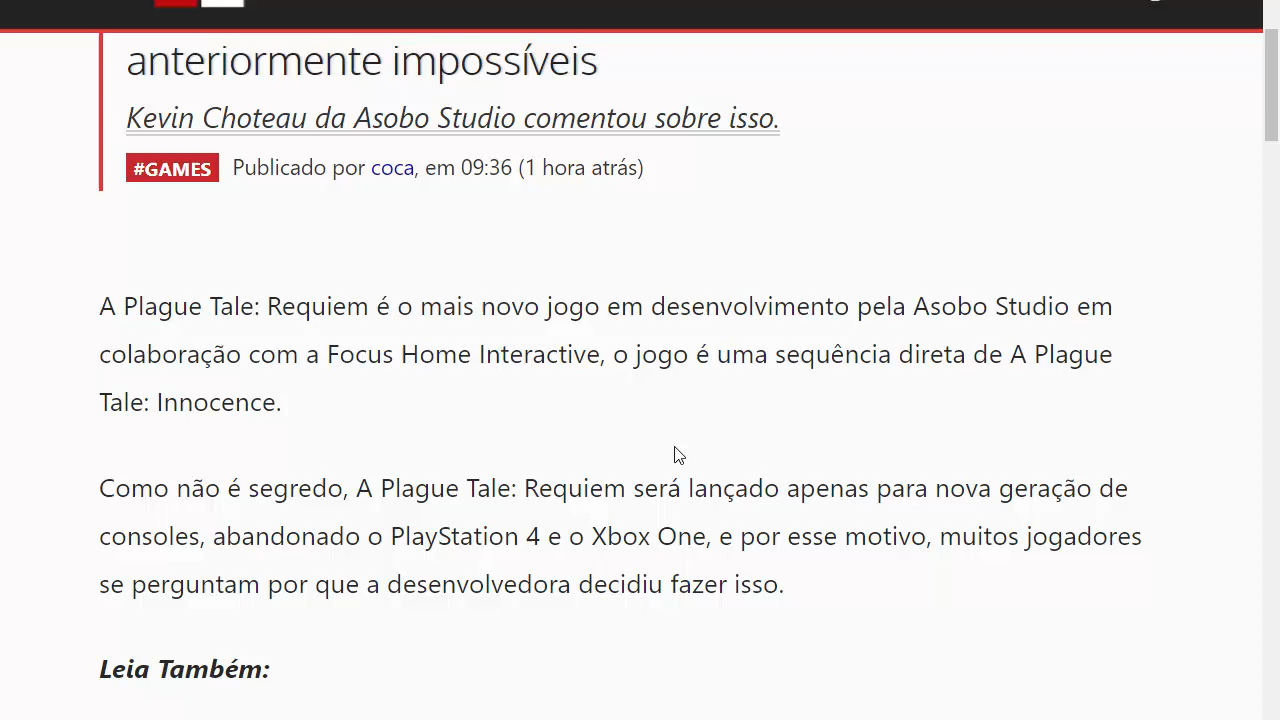 anteriormente impossíveis
Kevin Choteau da Asobo Studio comentou sobre isso.
#GAMES Publicado por coca, em 09:36 (1 hora atrás)
A Plague Tale: Requiem é o mais novo jogo em desenvolvimento pela Asobo Studio em
colaboração com a Focus Home Interactive, o jogo é uma sequência direta de A Plague
Tale: Innocence.
Como não é segredo, A Plague Tale: Requiem será lançado apenas para nova geração de
consoles, abandonado o PlayStation 4 e o Xbox One, e por esse motivo, muitos jogadores
se perguntam por que a desenvolvedora decidiu fazer isso.
Leia Também: